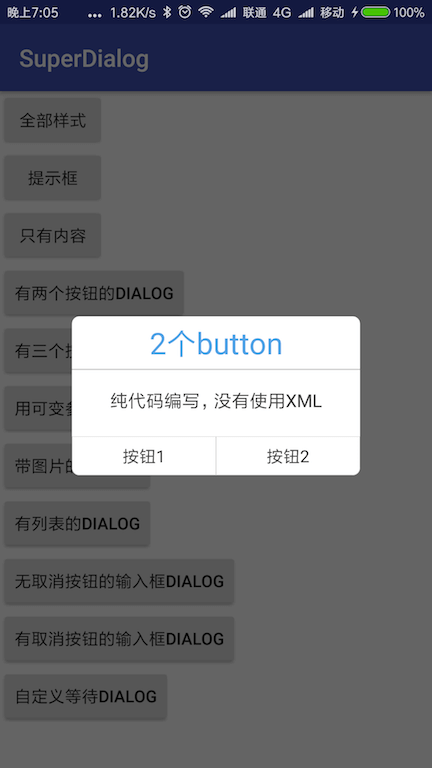 晚上7:05 ... 1.82K/s 联通 4G 移动 100%
SuperDialog
全部样式
提示框
只有内容
有两个按钮的DIALOG
有三个按
2个button
用可变参
纯代码编写，没有使用XML
带图片的
按钮1 按钮2
有列表的DIALOG
无取消按钮的输入框DIALOG
有取消按钮的输入框DIALOG
自定义等待DIALOG